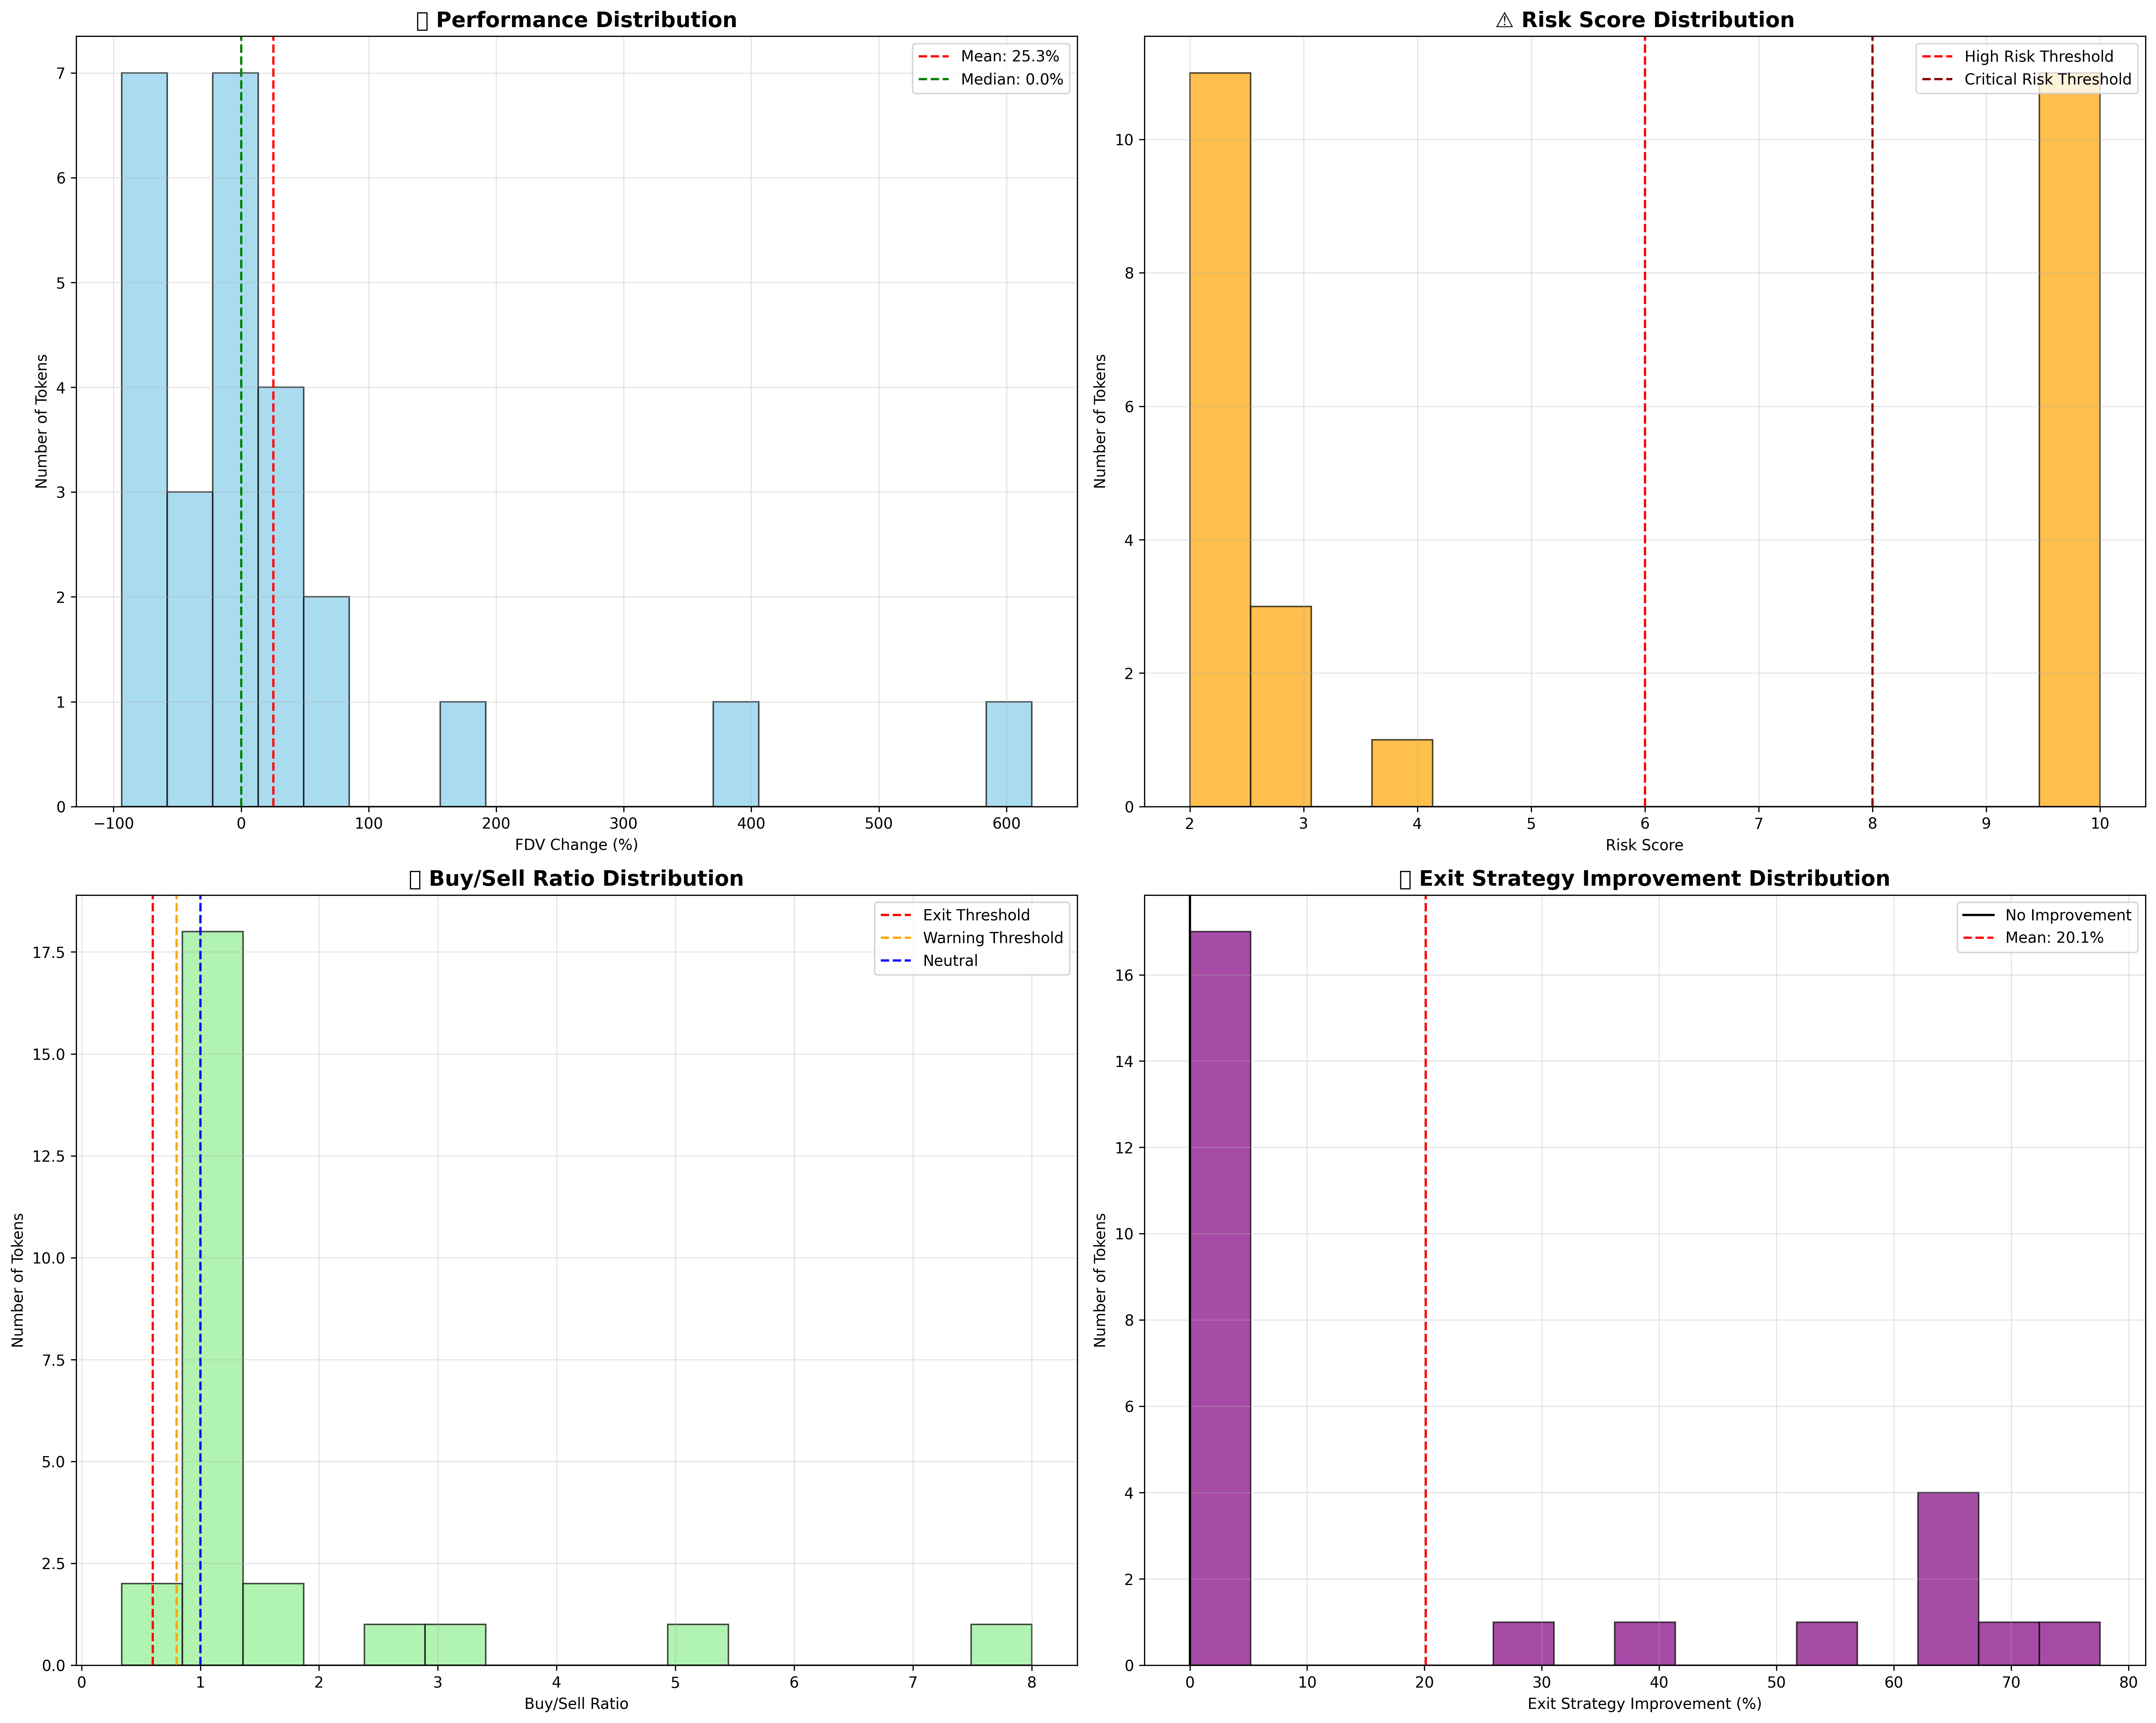 Performance Distribution
Mean: 25.3%
Median: 0.0%
Number of Tokens
7
6
5
4
3
2
1
0
−100 0 100 200 300 400 500 600
FDV Change (%)
⚠ Risk Score Distribution
High Risk Threshold
Critical Risk Threshold
Number of Tokens
10
8
6
4
2
0
2 3 4 5 6 7 8 9 10
Risk Score
Buy/Sell Ratio Distribution
Exit Threshold
Warning Threshold
Neutral
Number of Tokens
17.5
15.0
12.5
10.0
7.5
5.0
2.5
0.0
0 1 2 3 4 5 6 7 8
Buy/Sell Ratio
Exit Strategy Improvement Distribution
No Improvement
Mean: 20.1%
Number of Tokens
16
14
12
10
8
6
4
2
0
0 10 20 30 40 50 60 70 80
Exit Strategy Improvement (%)